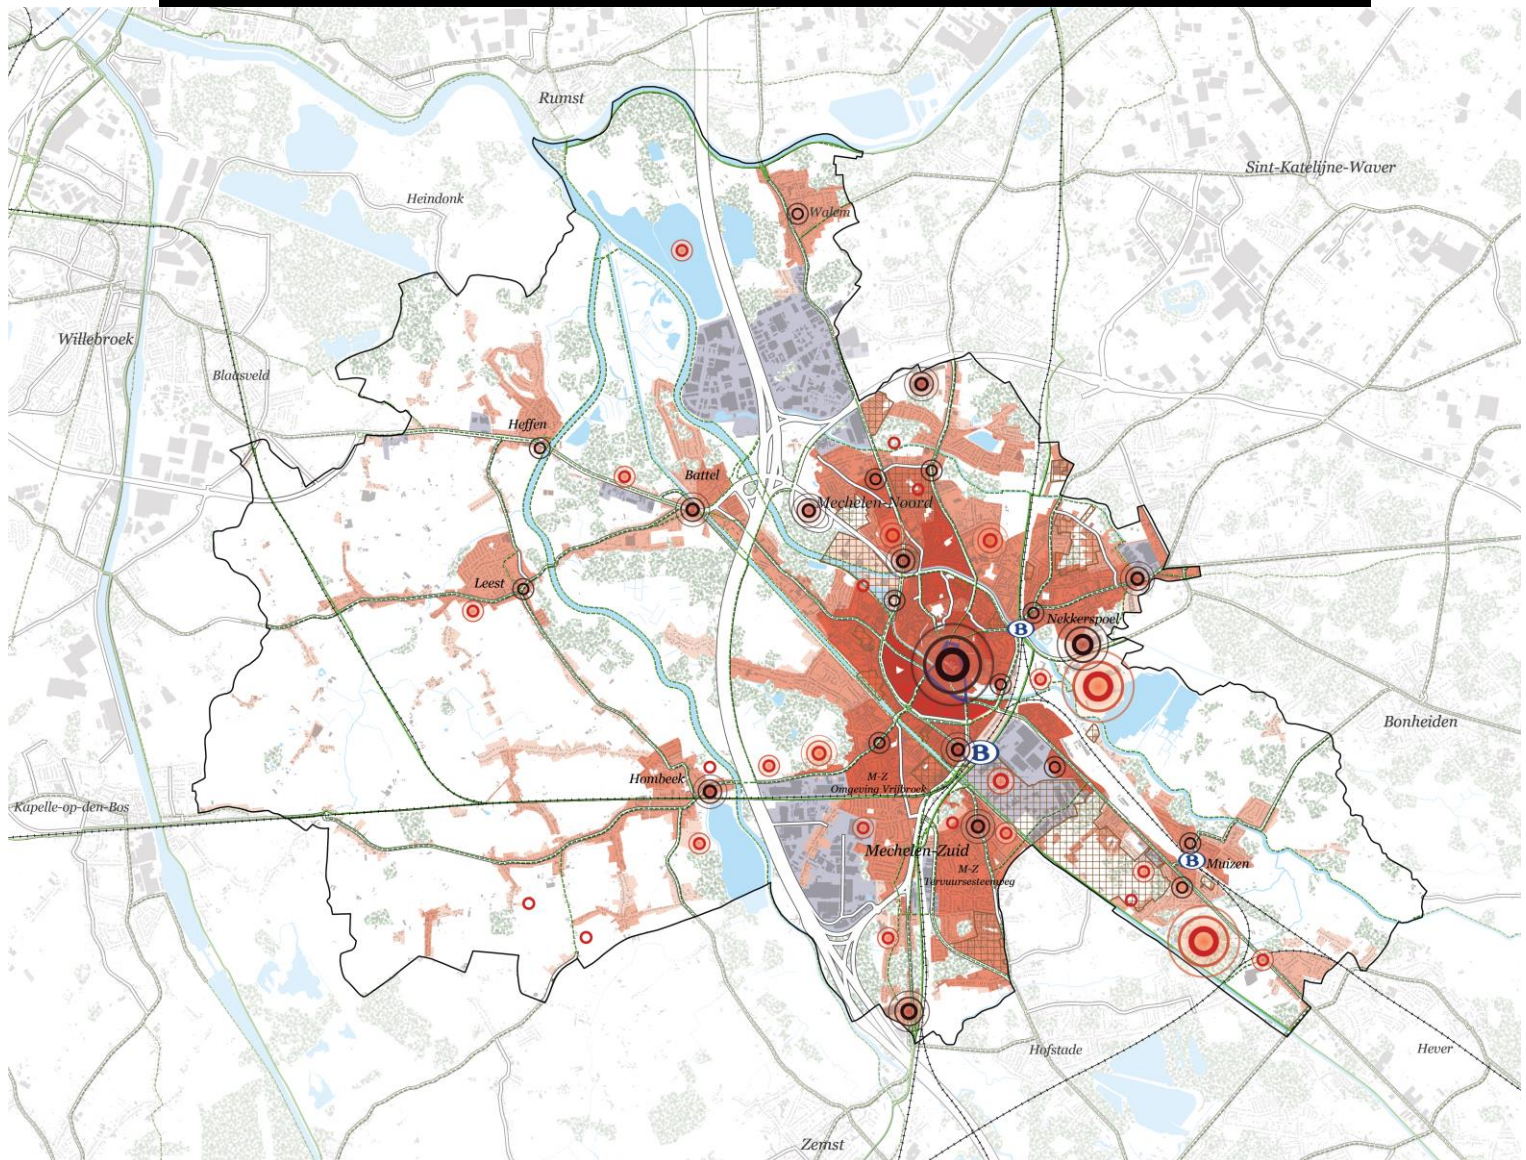 Rumst
Sint-Katelijne-Waver
Heindonk
Walem
Willebroek
Blaasveld
Heffen
Battel
Mechelen-Noord
Leest
Nekkerspoel
B
Bonheiden
B
Hombeek
M-Z
Omgeving Vrijbroek
Kapelle-op-den-Bos
Mechelen-Zuid
B
Muizen
M-Z
Tervuursesteenweg
Hofstade
Hever
Zemst